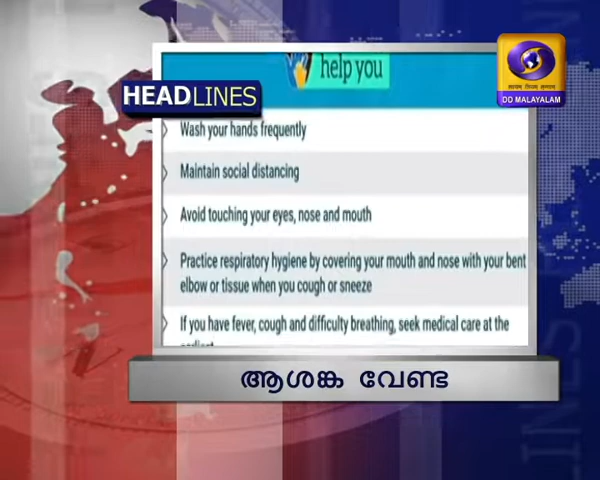 help you
HEADLINES
DD MALAYALAM
Wash your hands frequently
Maintain social distancing
Avoid touching your eyes, nose and mouth
Practice respiratory hygiene by covering your mouth and nose with your bent
elbow or tissue when you cough or sneeze
If you have fever, cough and difficulty breathing, seek medical care at the
ആശങ്ക വേണ്ട
LINES